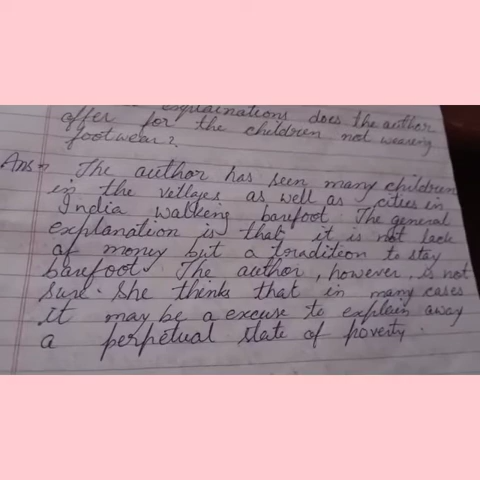 explainations does the author
offer for the children not wearing
footwear?
Ans→ The author has seen many children
in the vellages as well as cities in
India walking barefoot. The general
explanation is that it is not lack
of money but a tradition to stay
barefoot. The author, however, is not
sure. She thinks that in many cases
it may be a excuse to explain away
a perpetual state of poverty.